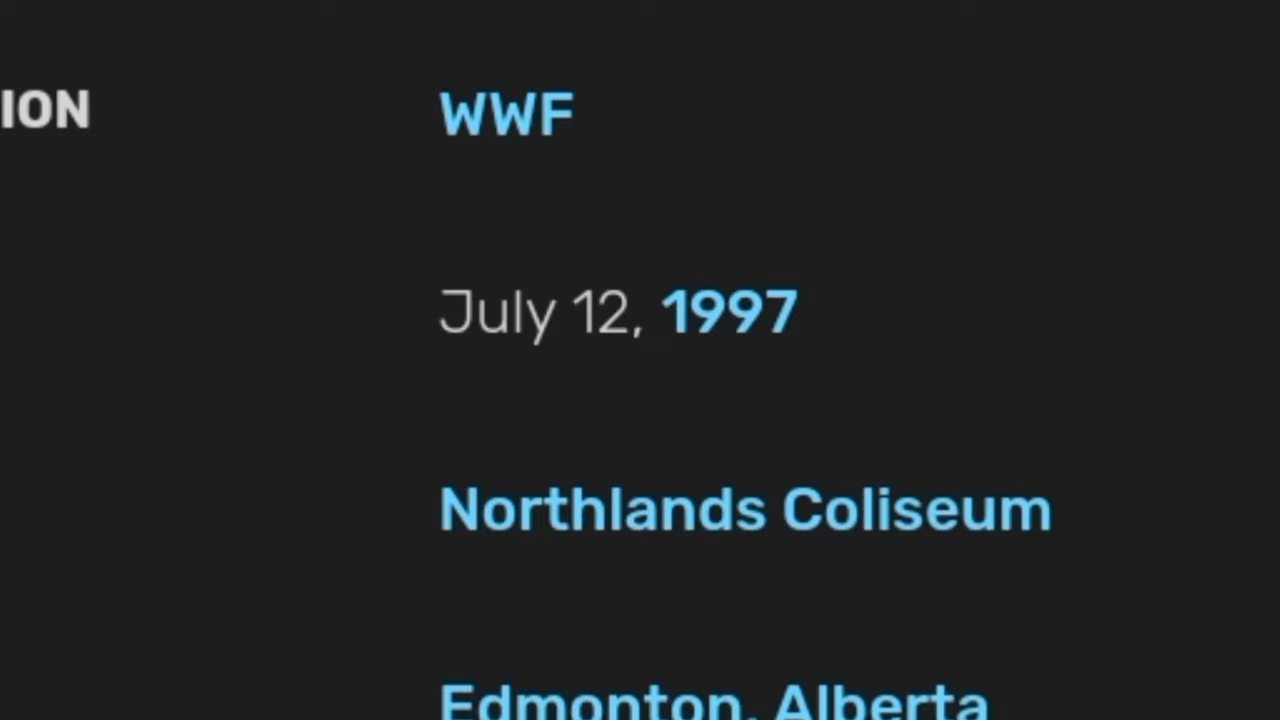 ION WWF
July 12, 1997
Northlands Coliseum
Edmonton, Alberta